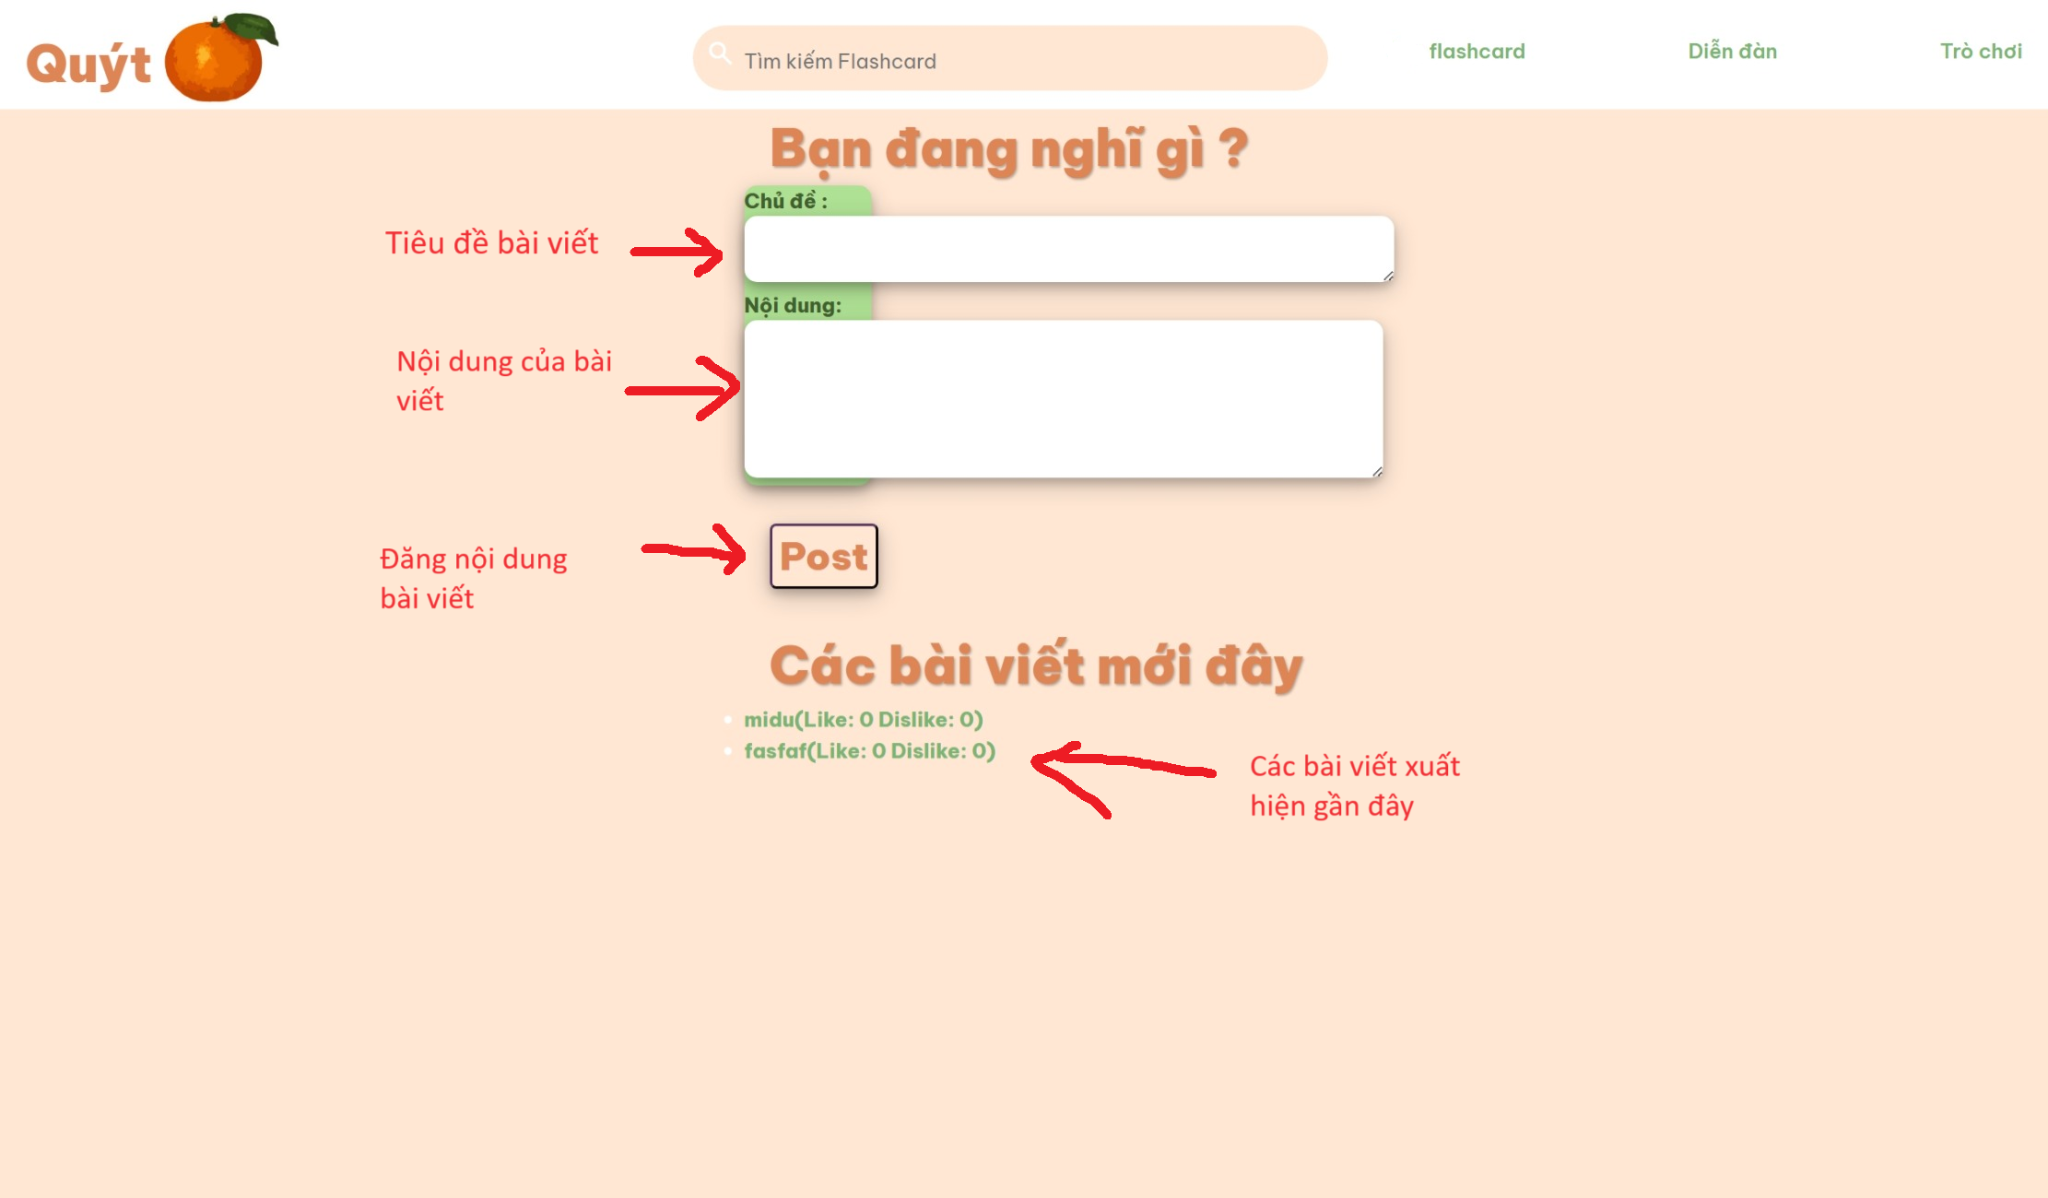 Quýt
Tìm kiếm Flashcard
flashcard
Diễn đàn
Trò chơi
Bạn đang nghĩ gì ?
Chủ đề :
Tiêu đề bài viết
Nội dung:
Nội dung của bài
viết
Post
Đăng nội dung
bài viết
Các bài viết mới đây
midu(Like: 0 Dislike: 0)
fasfaf(Like: 0 Dislike: 0)
Các bài viết xuất
hiện gần đây